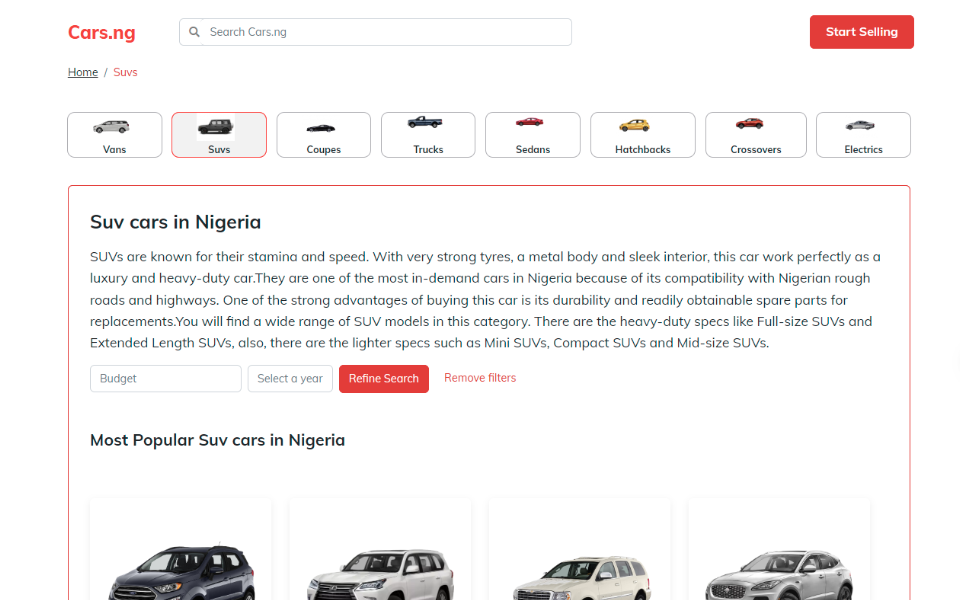 Cars.ng
Search Cars.ng
Start Selling
Home / Suvs
Vans
Suvs
Coupes
Trucks
Sedans
Hatchbacks
Crossovers
Electrics
Suv cars in Nigeria
SUVs are known for their stamina and speed. With very strong tyres, a metal body and sleek interior, this car work perfectly as a
luxury and heavy-duty car.They are one of the most in-demand cars in Nigeria because of its compatibility with Nigerian rough
roads and highways. One of the strong advantages of buying this car is its durability and readily obtainable spare parts for
replacements.You will find a wide range of SUV models in this category. There are the heavy-duty specs like Full-size SUVs and
Extended Length SUVs, also, there are the lighter specs such as Mini SUVs, Compact SUVs and Mid-size SUVs.
Budget
Select a year
Refine Search
Remove filters
Most Popular Suv cars in Nigeria